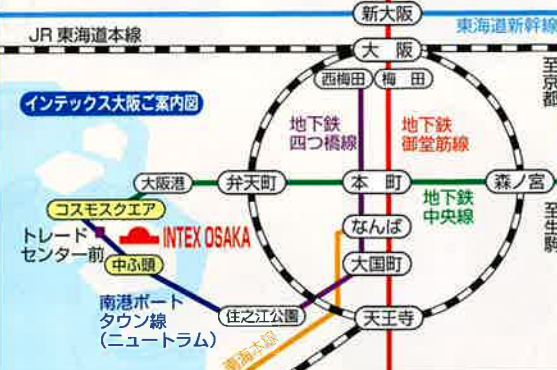 新大阪
東海道新幹線
JR 東海道本線
大 阪
至京都
西梅田
梅 田
インテックス大阪ご案内図
地下鉄
四つ橋線
地下鉄
御堂筋線
大阪港
弁天町
本 町
森ノ宮
地下鉄
中央線
至生駒
コスモスクエア
トレード
センター前
INTEX OSAKA
なんば
中ふ頭
大国町
南港ポート
タウン線
(ニュートラム)
住之江公園
天王寺
南海本線